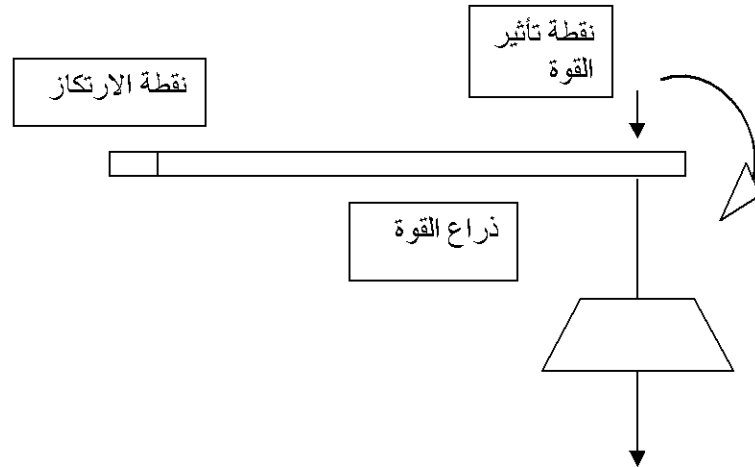 نقطة تأثير
القوة
نقطة الارتكاز
ذراع القوة